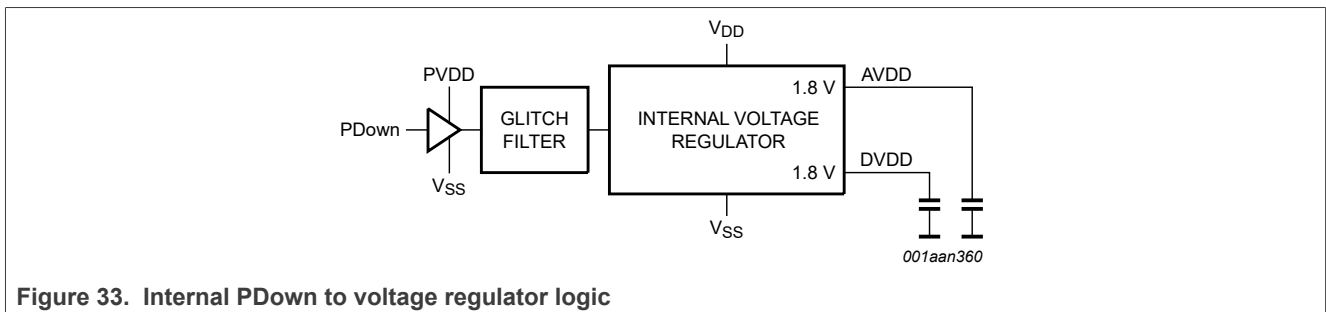 VDD
PVDD
PDown
VSS
GLITCH
FILTER
INTERNAL VOLTAGE
REGULATOR
1.8 V
AVDD
1.8 V
DVDD
VSS
001aan360
Figure 33. Internal PDown to voltage regulator logic